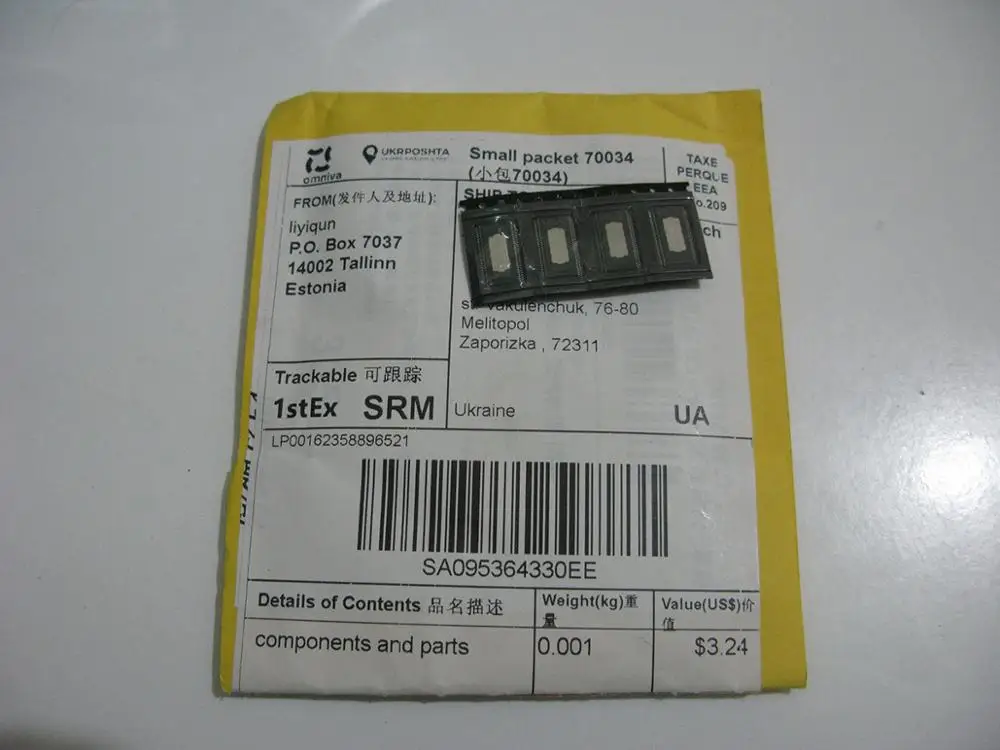 omniva
UKRPOSHTA
Small packet 70034
(小包70034)
TAXE
PERQUE
EEA
o.209
FROM(发件人及地址):
liyiqun
P.O. Box 7037
14002 Tallinn
Estonia
SHIP
ch
str Vakulenchuk, 76-80
Melitopol
Zaporizka , 72311
Trackable 可跟踪
1stEx SRM
Ukraine
UA
LP00162358896521
SA095364330EE
Details of Contents 品名描述
Weight(kg)重
量
Value(US$)价
值
components and parts
0.001
$3.24